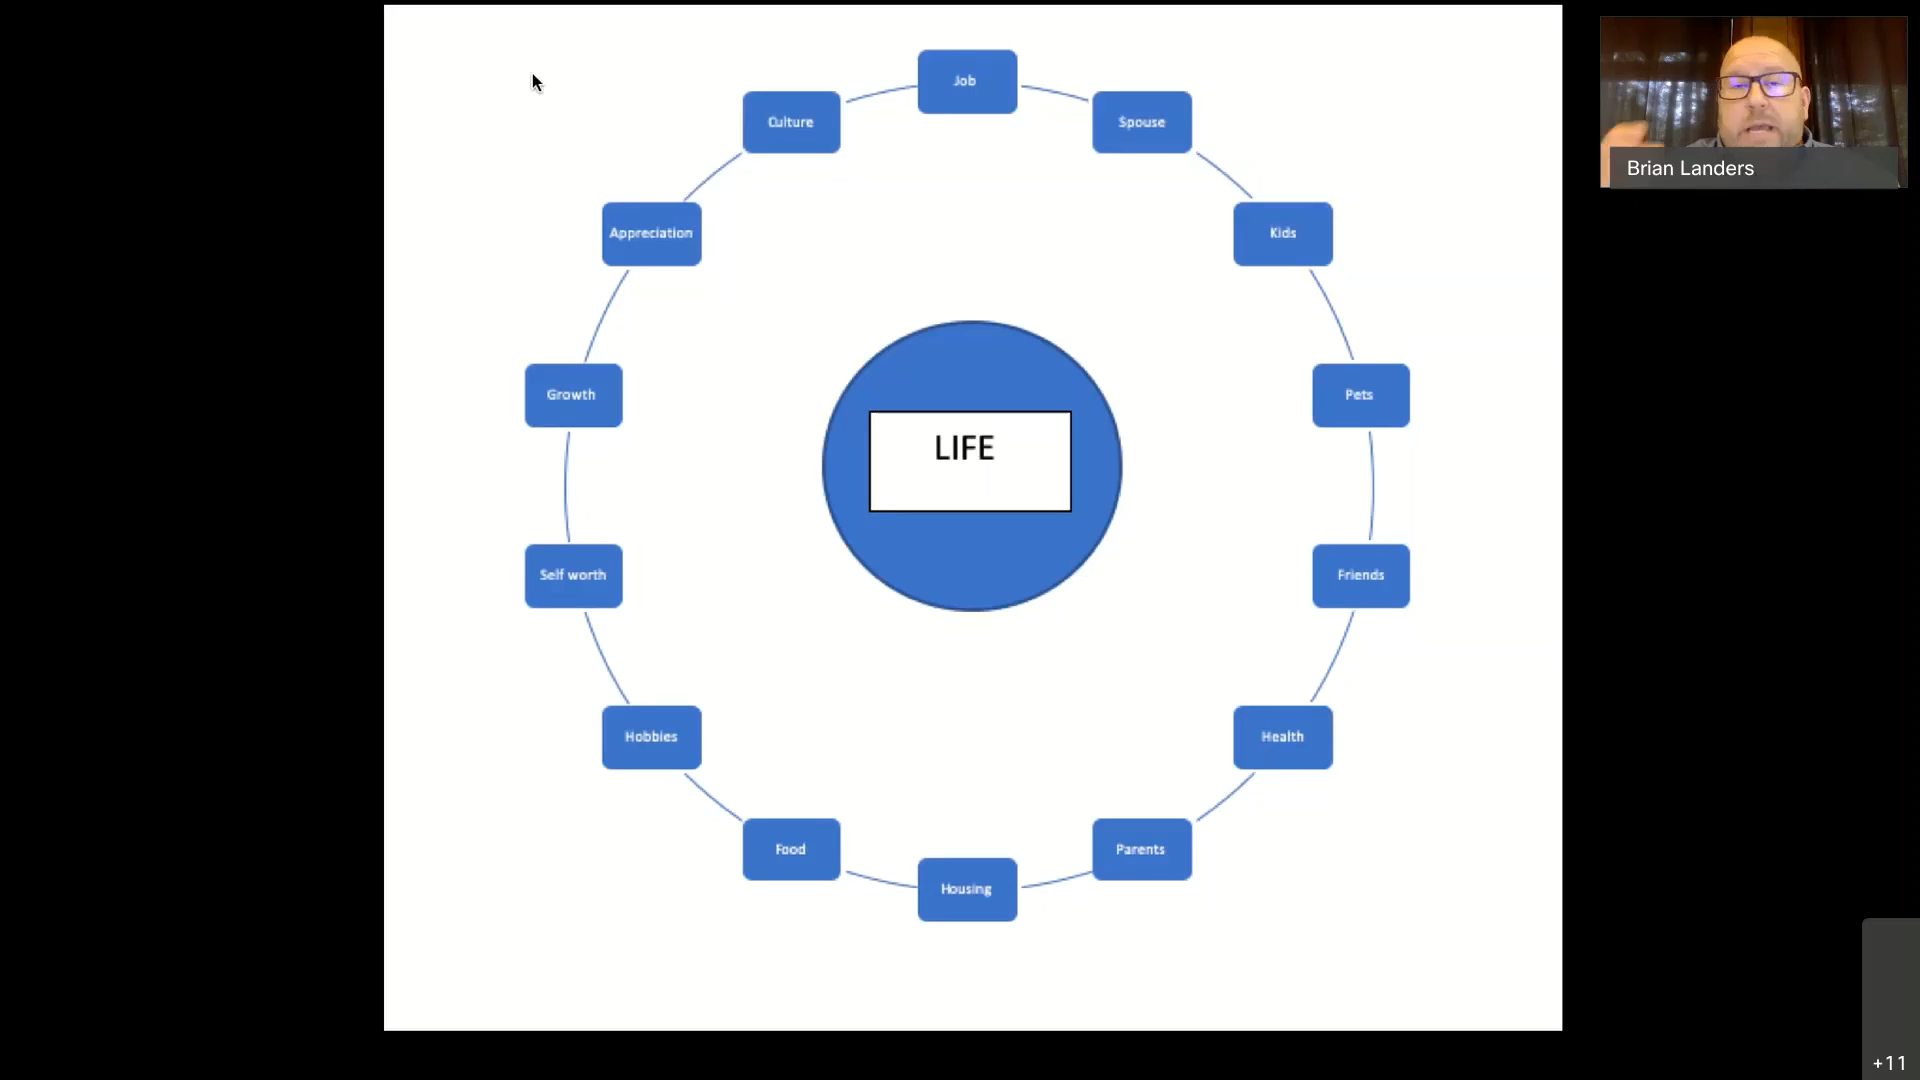 Job
Culture
Spouse
Brian Landers
Appreciation
Kids
Growth
Pets
LIFE
Self worth
Friends
Hobbies
Health
Food
Parents
Housing
+11